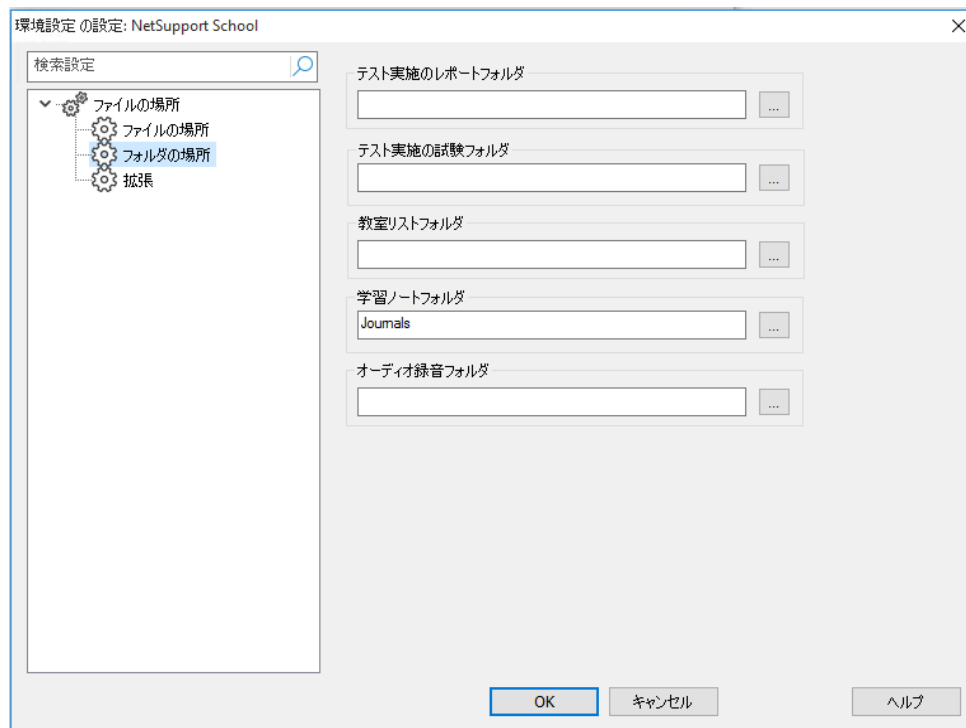 環境設定 の設定: NetSupport School
検索設定
ファイルの場所
ファイルの場所
フォルダの場所
拡張
テスト実施のレポートフォルダ
...
テスト実施の試験フォルダ
...
教室リストフォルダ
...
学習ノートフォルダ
Journals
...
オーディオ録音フォルダ
...
OK
キャンセル
ヘルプ